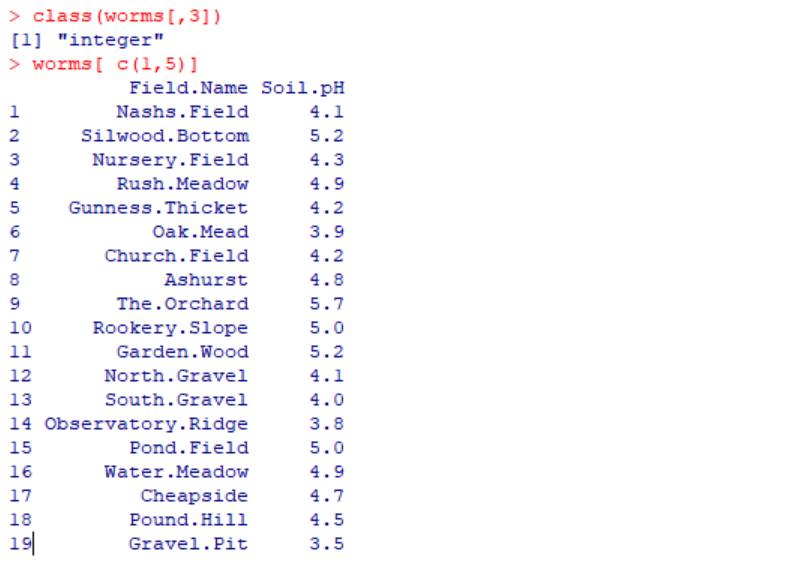 > class(worms[,3])
[1] "integer"
> worms[ c(1,5)]
          Field.Name Soil.pH
1        Nashs.Field     4.1
2     Silwood.Bottom     5.2
3      Nursery.Field     4.3
4        Rush.Meadow     4.9
5    Gunness.Thicket     4.2
6           Oak.Mead     3.9
7       Church.Field     4.2
8            Ashurst     4.8
9        The.Orchard     5.7
10     Rookery.Slope     5.0
11       Garden.Wood     5.2
12      North.Gravel     4.1
13      South.Gravel     4.0
14 Observatory.Ridge     3.8
15        Pond.Field     5.0
16      Water.Meadow     4.9
17         Cheapside     4.7
18        Pound.Hill     4.5
19        Gravel.Pit     3.5